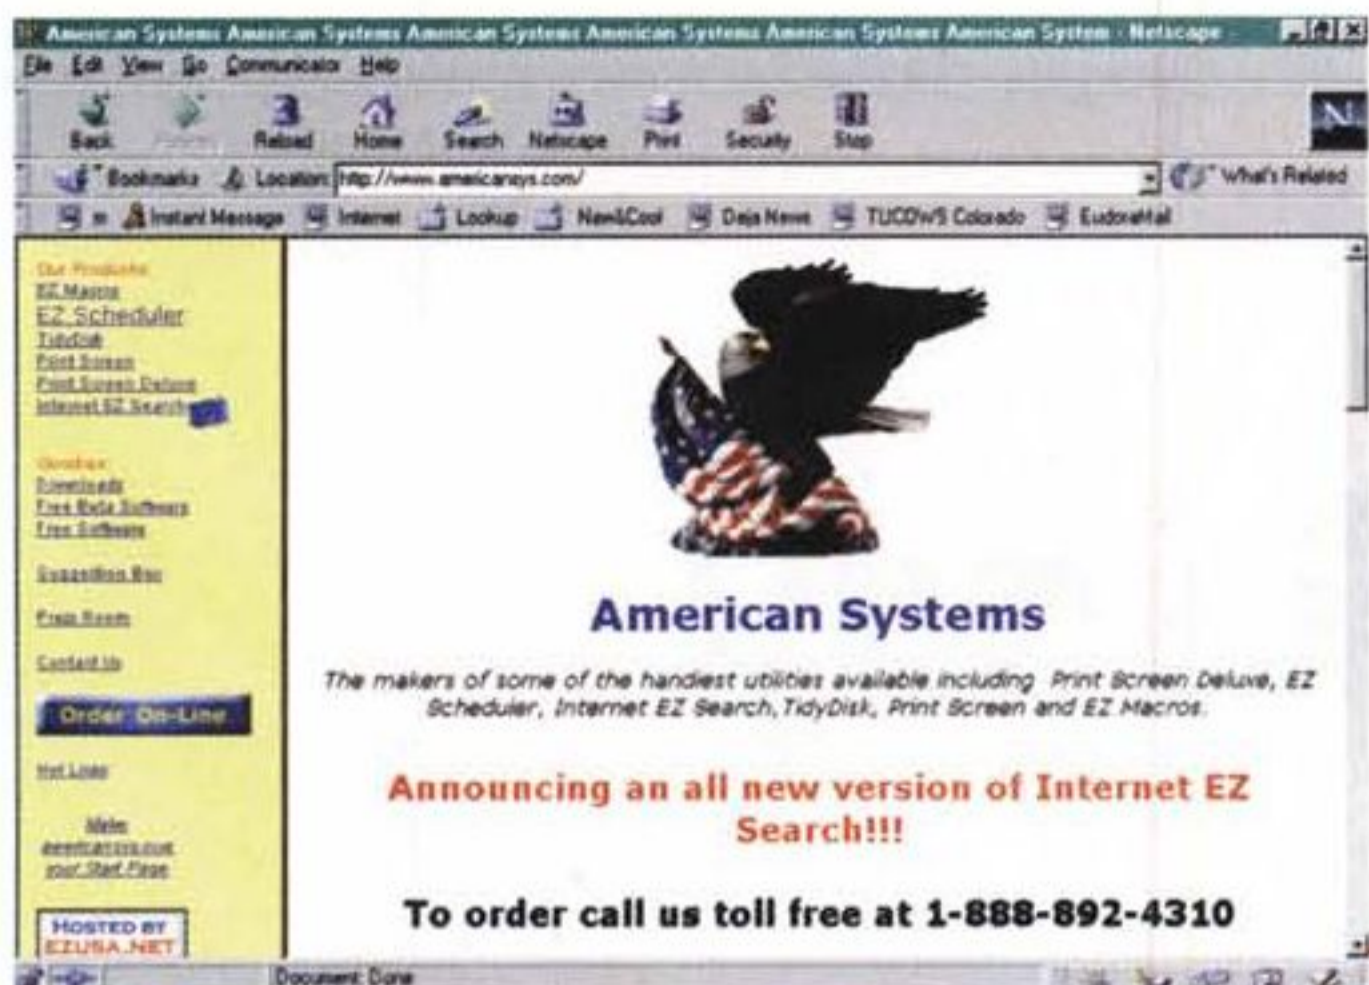 American Systems American Systems American Systems American Systems American Systems American System - Netscape
File Edit View Go Communicator Help
Back Reload Home Search Netscape Print Security Stop
Bookmarks Location: http://www.americansys.com/ What's Related
m Instant Message Internet Lookup New&Cool Deja News TUCOWS Colorado EudoraMail
Our Products
EZ Macros
EZ Scheduler
TidyDisk
Print Screen
Print Screen Deluxe
Internet EZ Search
Goodies
Downloads
Free Beta Software
Free Software
Suggestion Box
Press Room
Contact Us
Order On-Line
Hot Links
Make
americansys.com
your Start Page
HOSTED BY
EZUSA.NET
American Systems
The makers of some of the handiest utilities available including Print Screen Deluxe, EZ
Scheduler, Internet EZ Search, TidyDisk, Print Screen and EZ Macros.
Announcing an all new version of Internet EZ
Search!!!
To order call us toll free at 1-888-892-4310
Document: Done